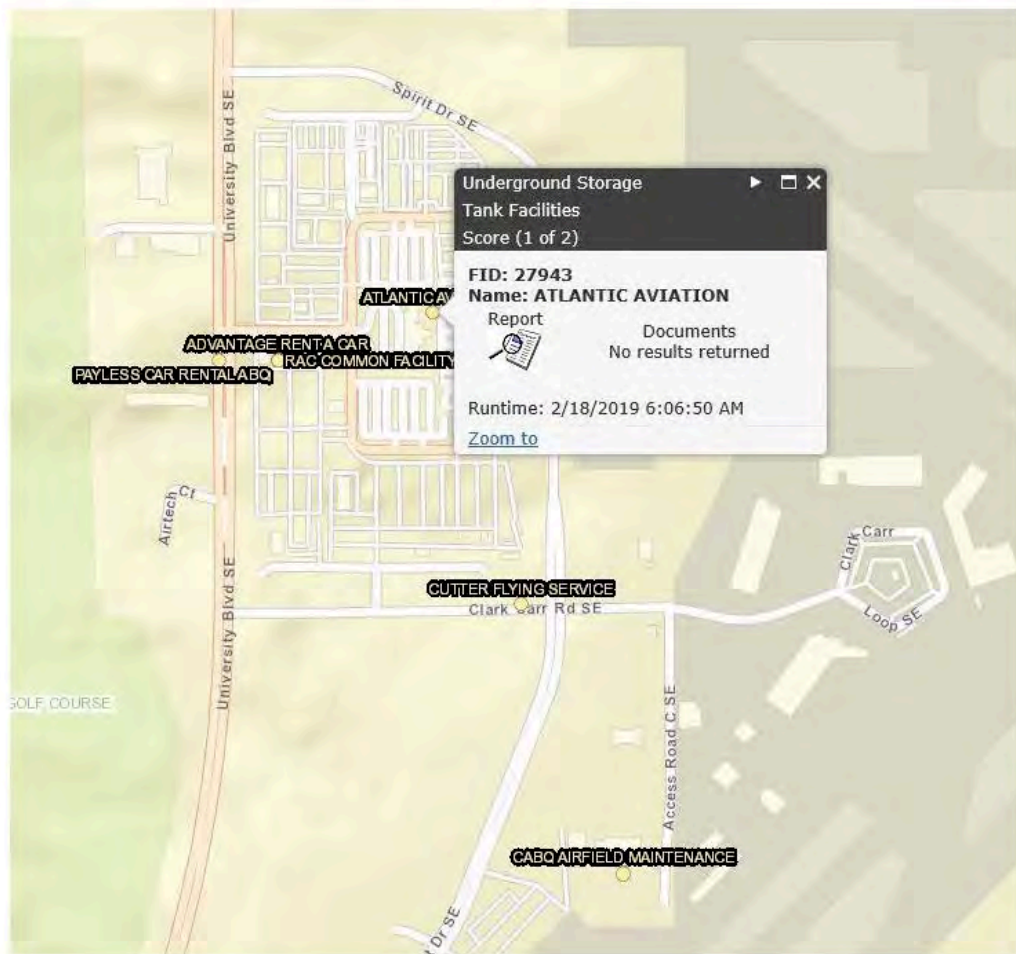 Spirit Dr SE
University Blvd SE
Underground Storage
Tank Facilities
Score (1 of 2)
FID: 27943
Name: ATLANTIC AVIATION
Report
Documents
No results returned
Runtime: 2/18/2019 6:06:50 AM
Zoom to
ATLANTIC AV
ADVANTAGE RENT A CAR
RAC COMMON FACILITY
PAYLESS CAR RENTAL ABQ
Airtech Ct
Clark Carr
Loop SE
CUTTER FLYING SERVICE
Clark Carr Rd SE
University Blvd SE
GOLF COURSE
Access Road C SE
CABQ AIRFIELD MAINTENANCE
t Dr SE